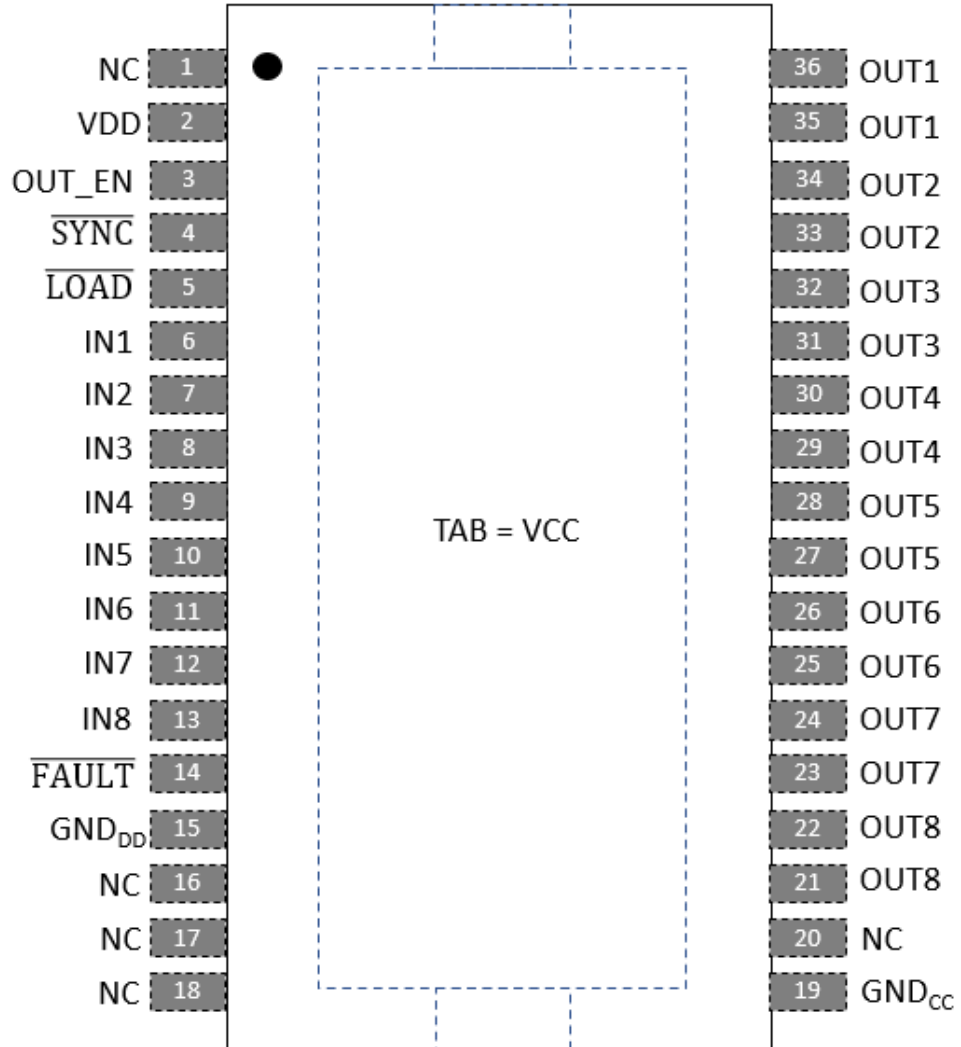 NC 1 36 OUT1
VDD 2 35 OUT1
OUT_EN 3 34 OUT2
SYNC 4 33 OUT2
LOAD 5 32 OUT3
IN1 6 31 OUT3
IN2 7 30 OUT4
IN3 8 29 OUT4
IN4 9 28 OUT5
TAB = VCC
IN5 10 27 OUT5
IN6 11 26 OUT6
IN7 12 25 OUT6
IN8 13 24 OUT7
FAULT 14 23 OUT7
GNDDD 15 22 OUT8
NC 16 21 OUT8
NC 17 20 NC
NC 18 19 GNDCC